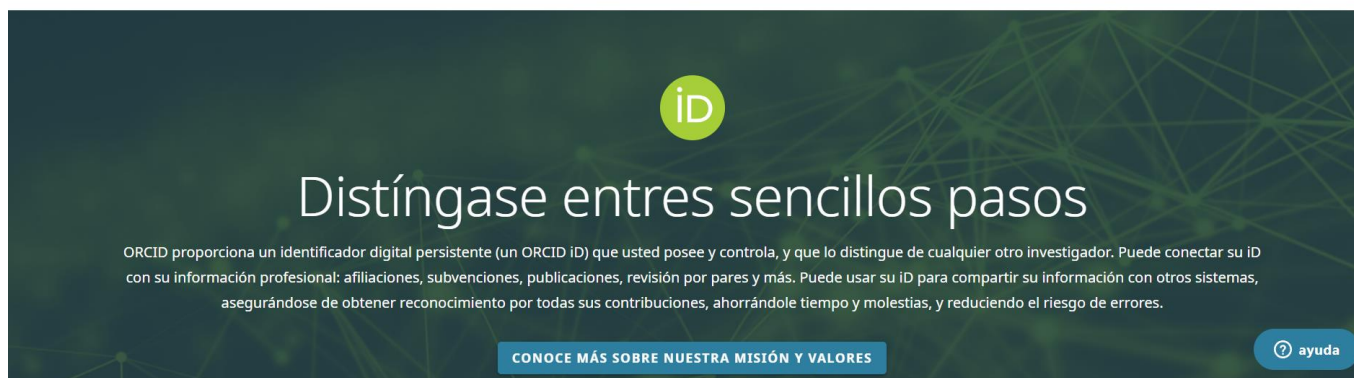 iD
Distíngase entres sencillos pasos
ORCID proporciona un identificador digital persistente (un ORCID iD) que usted posee y controla, y que lo distingue de cualquier otro investigador. Puede conectar su iD
con su información profesional: afiliaciones, subvenciones, publicaciones, revisión por pares y más. Puede usar su iD para compartir su información con otros sistemas,
asegurándose de obtener reconocimiento por todas sus contribuciones, ahorrándole tiempo y molestias, y reduciendo el riesgo de errores.
CONOCE MÁS SOBRE NUESTRA MISIÓN Y VALORES
? ayuda